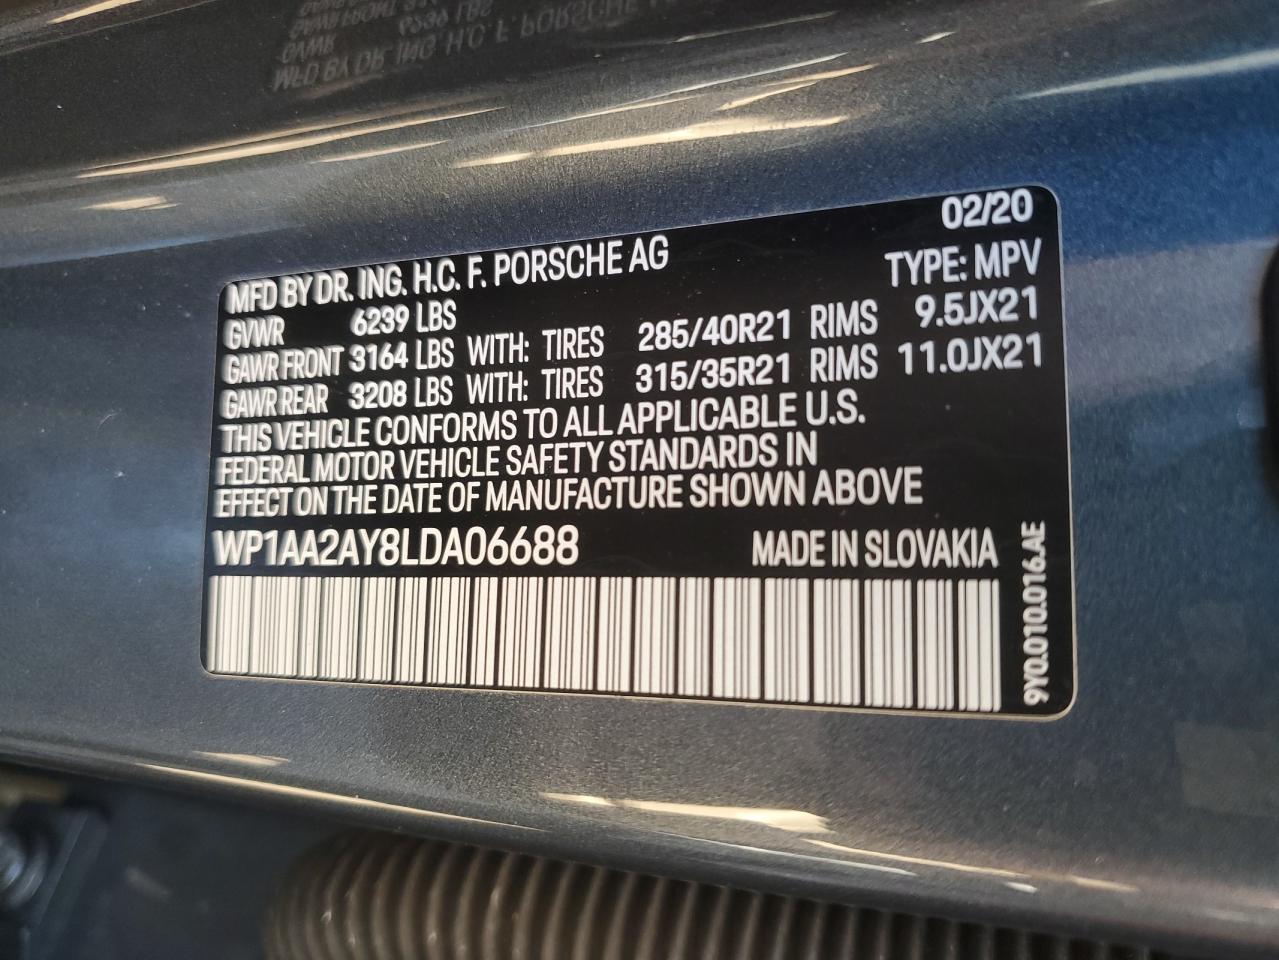 02/20
MFD BY DR. ING. H.C. F. PORSCHE AG TYPE: MPV
GVWR 6239 LBS
GAWR FRONT 3164 LBS WITH: TIRES 285/40R21 RIMS 9.5JX21
GAWR REAR 3208 LBS WITH: TIRES 315/35R21 RIMS 11.0JX21
THIS VEHICLE CONFORMS TO ALL APPLICABLE U.S.
FEDERAL MOTOR VEHICLE SAFETY STANDARDS IN
EFFECT ON THE DATE OF MANUFACTURE SHOWN ABOVE
WP1AA2AY8LDA06688 MADE IN SLOVAKIA
9Y0.010.016.AE